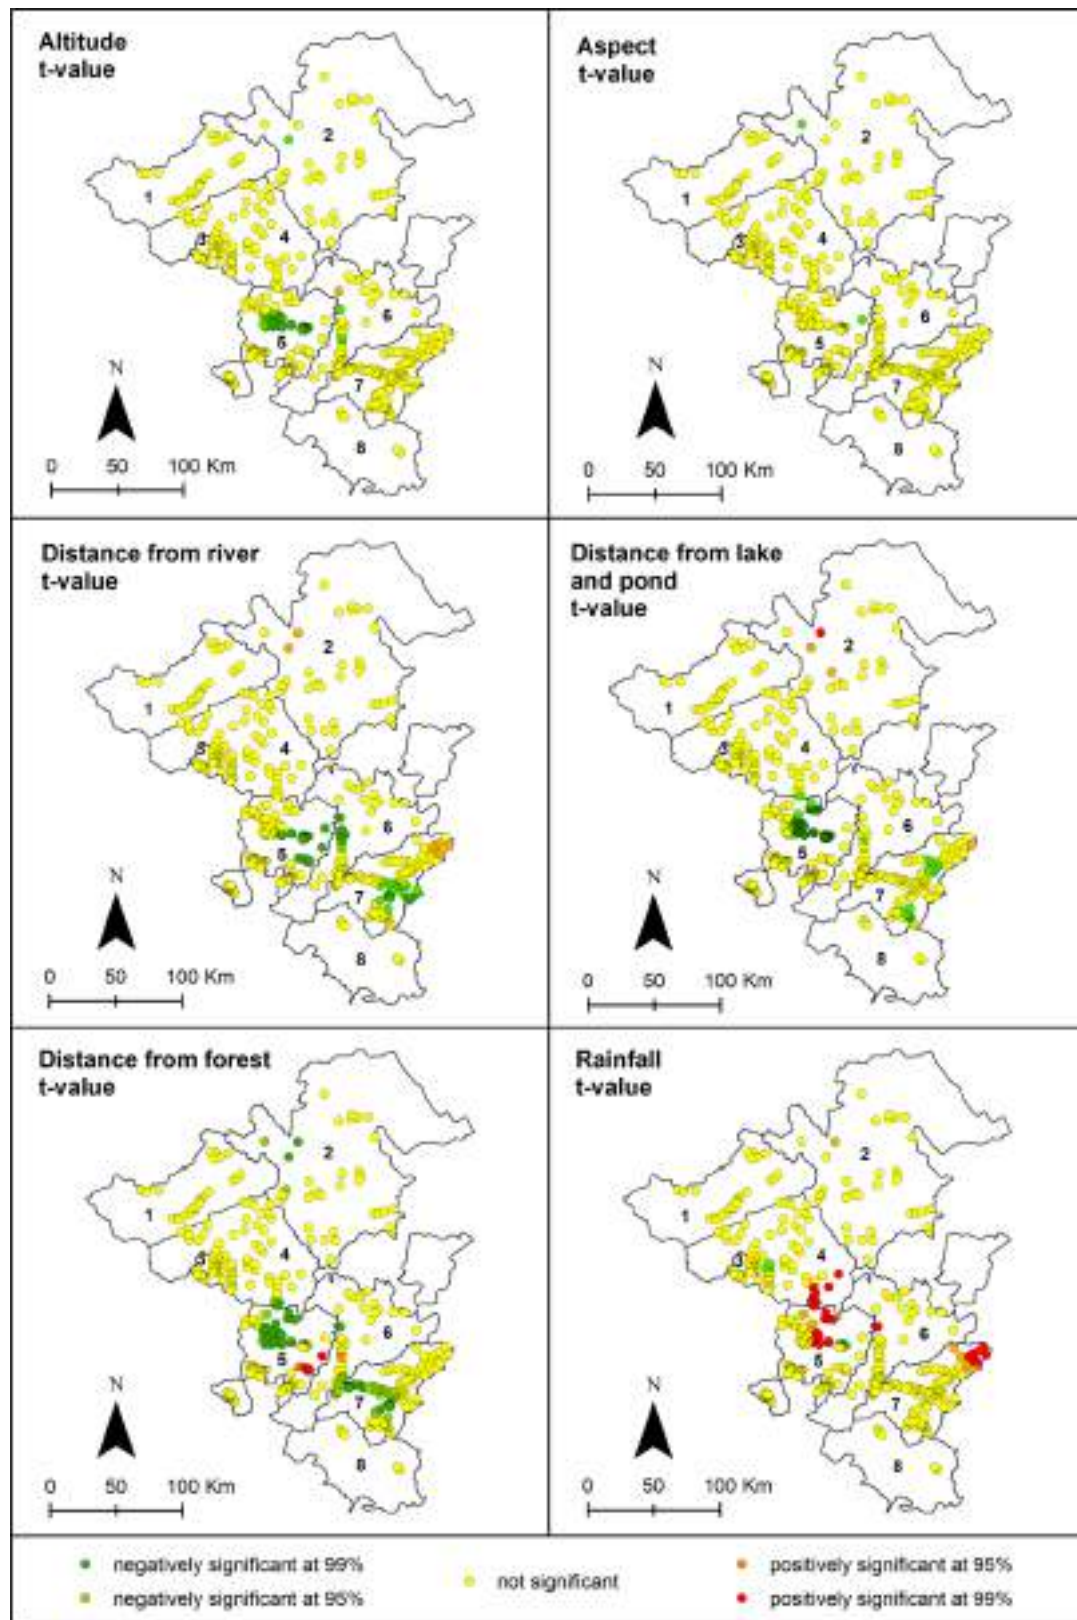 Altitude
t-value
1
2
3
4
5
6
7
8
N
0 50 100 Km
Aspect
t-value
1
2
3
4
5
6
7
8
N
0 50 100 Km
Distance from river
t-value
1
2
3
4
5
6
7
8
N
0 50 100 Km
Distance from lake
and pond
t-value
1
2
3
4
5
6
7
8
N
0 50 100 Km
Distance from forest
t-value
1
2
3
4
5
6
7
8
N
0 50 100 Km
Rainfall
t-value
1
2
3
4
5
6
7
8
N
0 50 100 Km
negatively significant at 99%
negatively significant at 95%
not significant
positively significant at 95%
positively significant at 99%